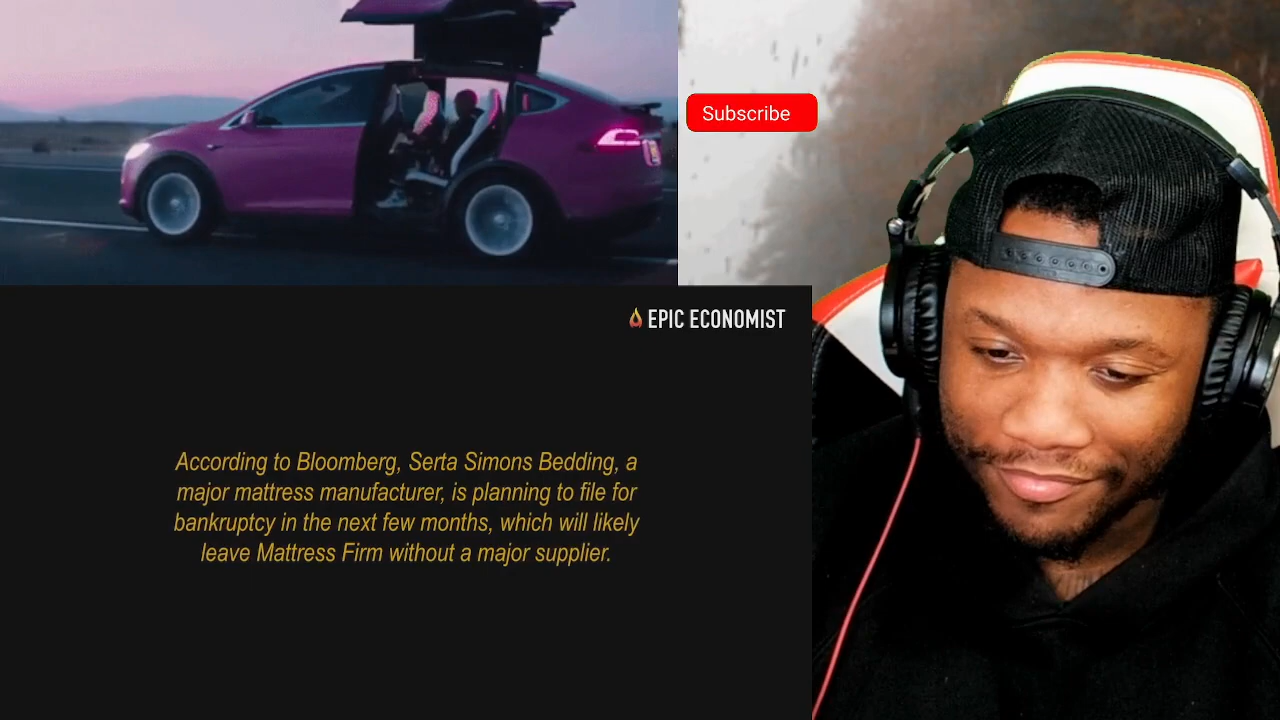 Subscribe
EPIC ECONOMIST
According to Bloomberg, Serta Simons Bedding, a
major mattress manufacturer, is planning to file for
bankruptcy in the next few months, which will likely
leave Mattress Firm without a major supplier.